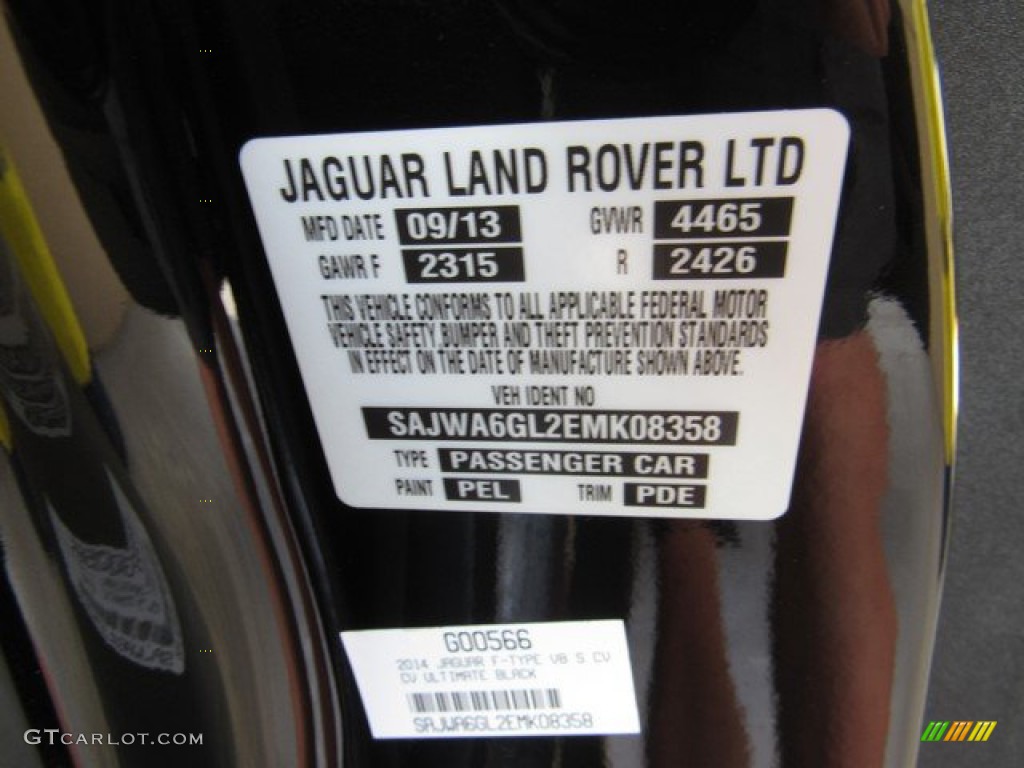 JAGUAR LAND ROVER LTD
MFD DATE 09/13 GVWR 4465
GAWR F 2315 R 2426
THIS VEHICLE CONFORMS TO ALL APPLICABLE FEDERAL MOTOR
VEHICLE SAFETY,BUMPER AND THEFT PREVENTION STANDARDS
IN EFFECT ON THE DATE OF MANUFACTURE SHOWN ABOVE.
VEH IDENT NO
SAJWA6GL2EMK08358
TYPE PASSENGER CAR
PAINT PEL TRIM PDE
G00566
2014 JAGUAR F-TYPE V8 S CV
CV ULTIMATE BLACK
SAJWA6GL2EMK08358
GTCARLOT.COM